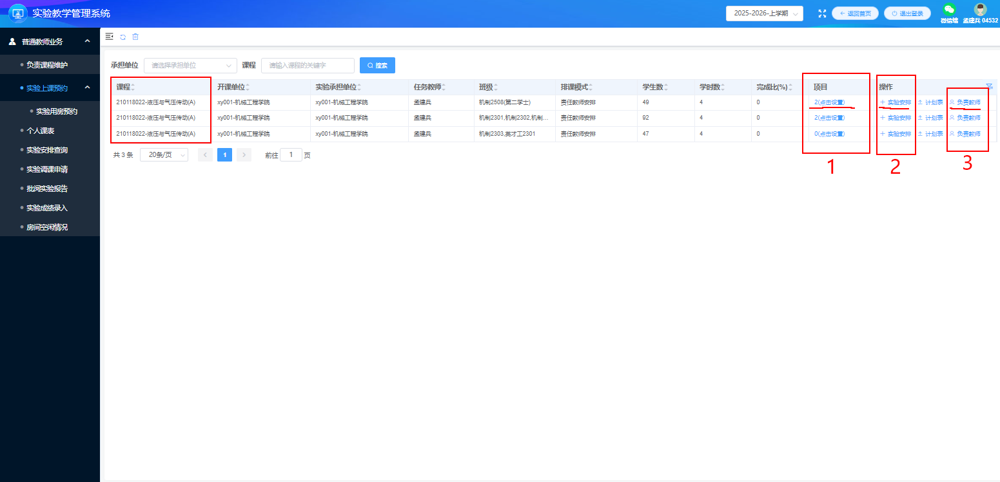 实验教学管理系统
2025-2026-上学期
返回首页
退出登录
微信端
孟建兵 04532
普通教师业务
负责课程维护
实验上课预约
实验用房预约
个人课表
实验安排查询
实验调课申请
批阅实验报告
实验成绩录入
房间空闲情况
承担单位 请选择承担单位 课程 请输入课程的关键字 搜索
课程 开课单位 实验承担单位 任务教师 班级 排课模式 学生数 学时数 完成比(%) 项目 操作
210118022-液压与气压传动(A) xy001-机械工程学院 xy001-机械工程学院 孟建兵 机制2508(第二学士) 责任教师安排 49 4 0 2(点击设置) 实验安排 计划表 负责教师
210118022-液压与气压传动(A) xy001-机械工程学院 xy001-机械工程学院 孟建兵 机制2301,机制2302,机制... 责任教师安排 92 4 0 2(点击设置) 实验安排 计划表 负责教师
210118022-液压与气压传动(A) xy001-机械工程学院 xy001-机械工程学院 孟建兵 机制2303,英才工2301 责任教师安排 47 4 0 0(点击设置) 实验安排 计划表 负责教师
共 3 条 20条/页 1 前往 1 页
1 2 3